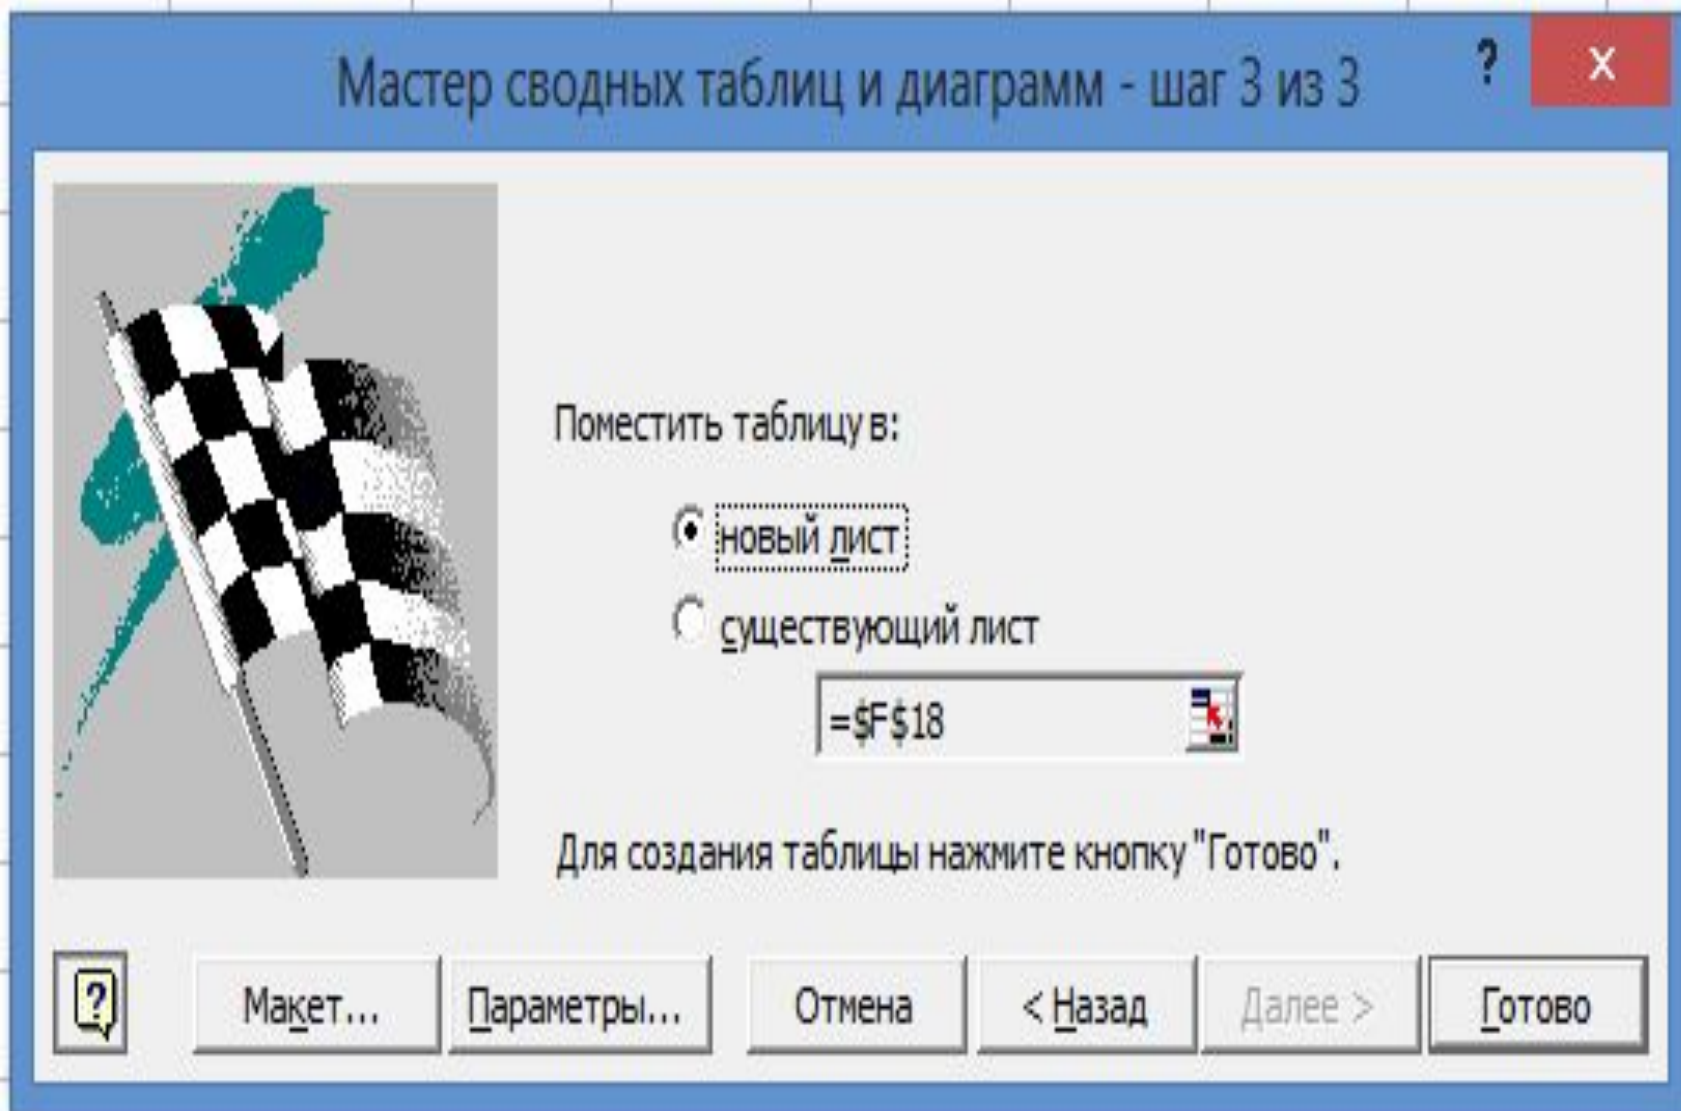 Мастер сводных таблиц и диаграмм - шаг 3 из 3 ? X
Поместить таблицу в:
новый лист
существующий лист
=$F$18
Для создания таблицы нажмите кнопку "Готово".
? Макет... Параметры... Отмена < Назад Далее > Готово